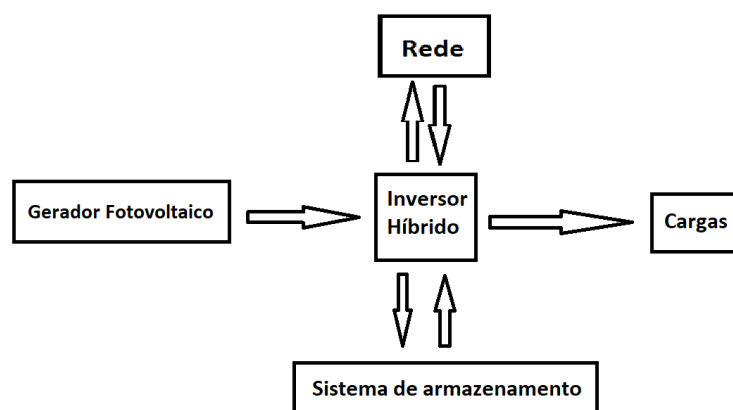 Rede
Gerador Fotovoltaico
Inversor
Híbrido
Cargas
Sistema de armazenamento